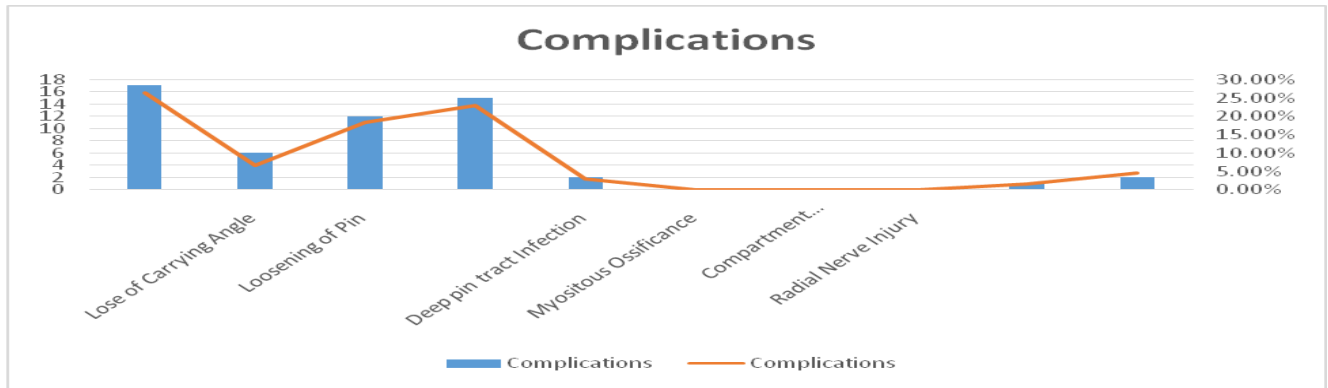 Complications
18
16
14
12
10
8
6
4
2
0
30.00%
25.00%
20.00%
15.00%
10.00%
5.00%
0.00%
Lose of Carrying Angle
Loosening of Pin
Deep pin tract Infection
Myositous Ossificance
Compartment...
Radial Nerve Injury
Complications
Complications